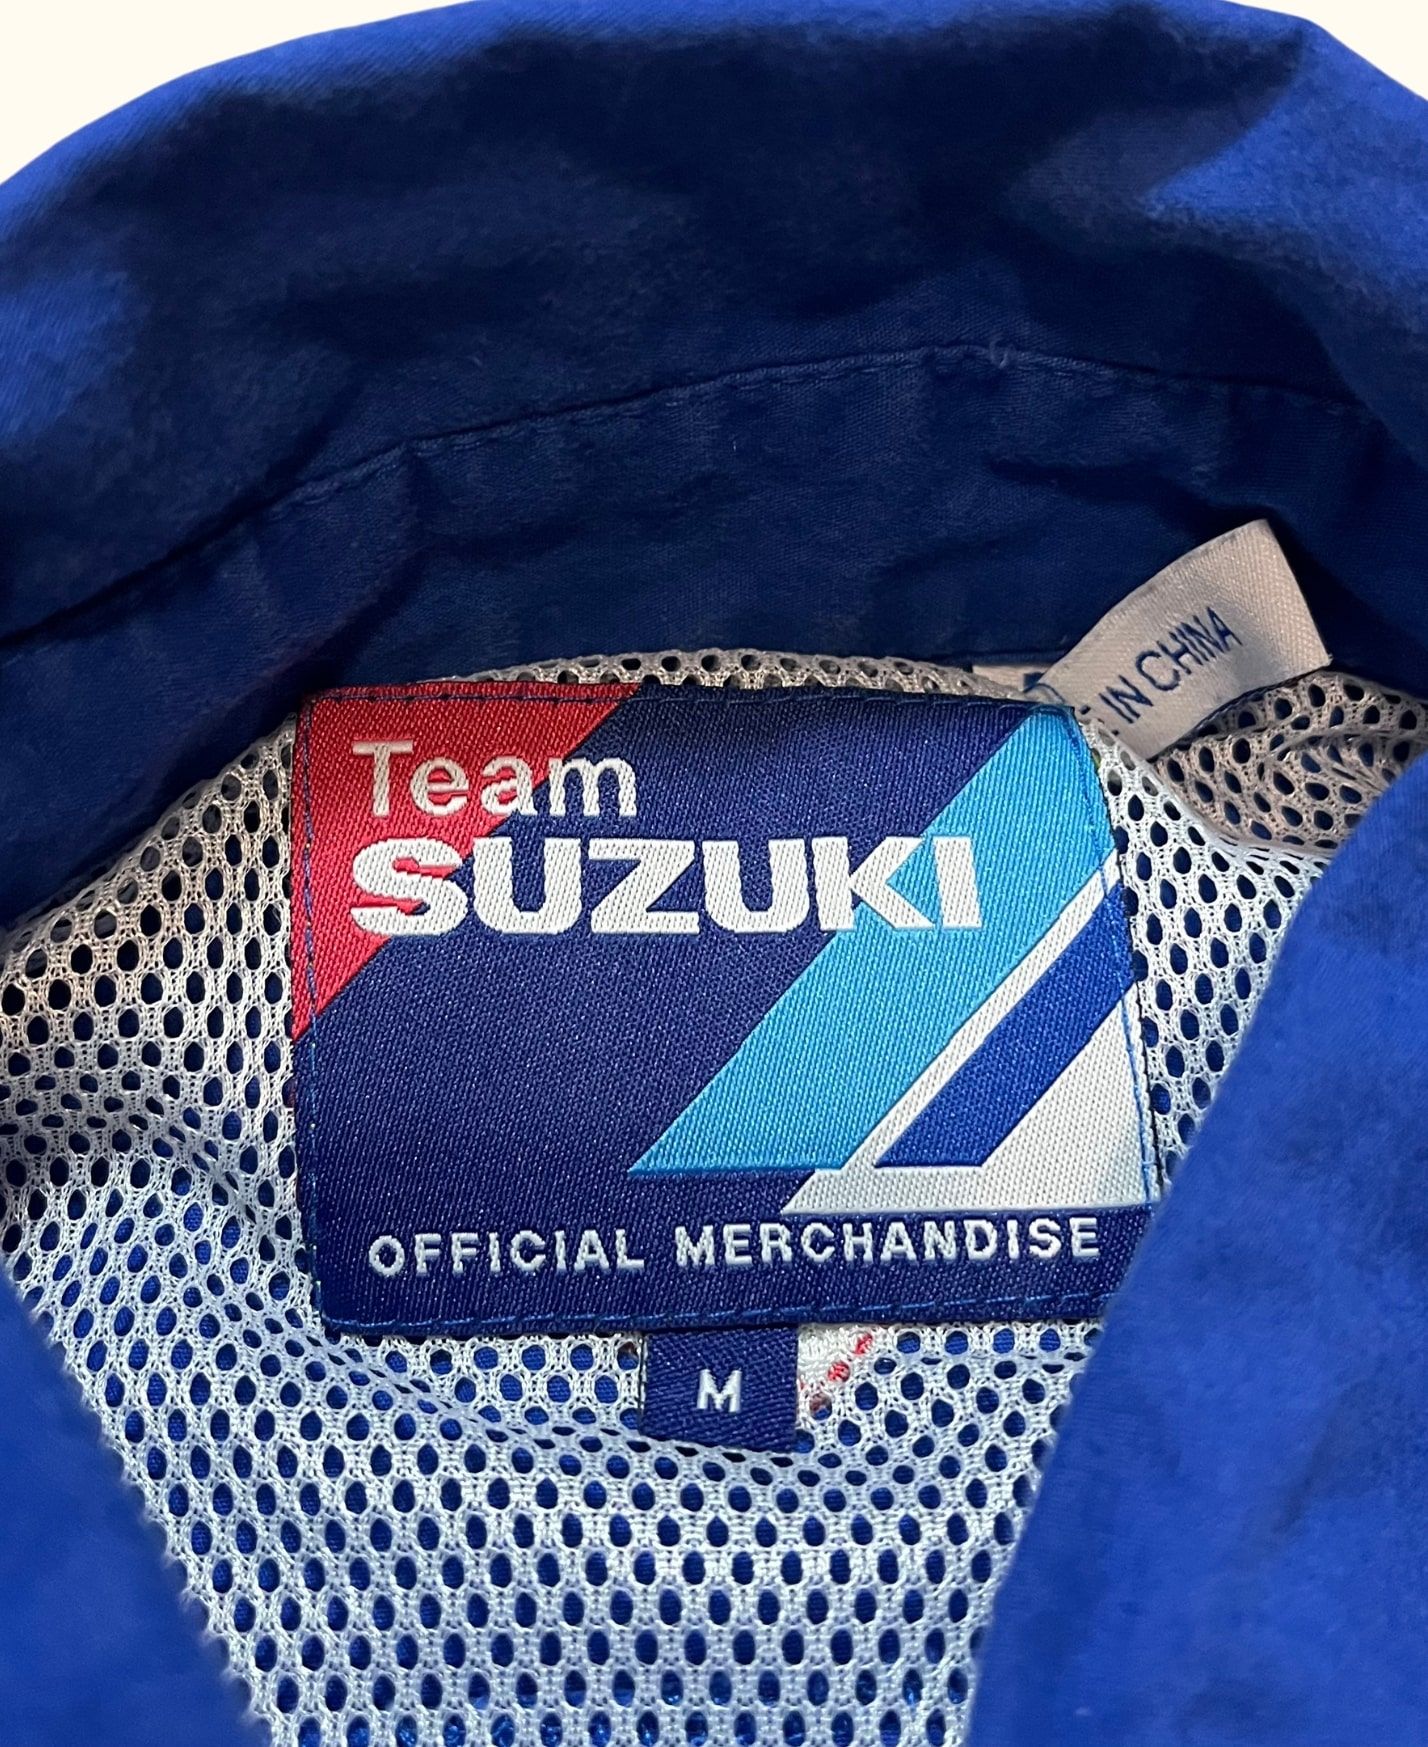 Team
SUZUKI
OFFICIAL MERCHANDISE
M
IN CHINA